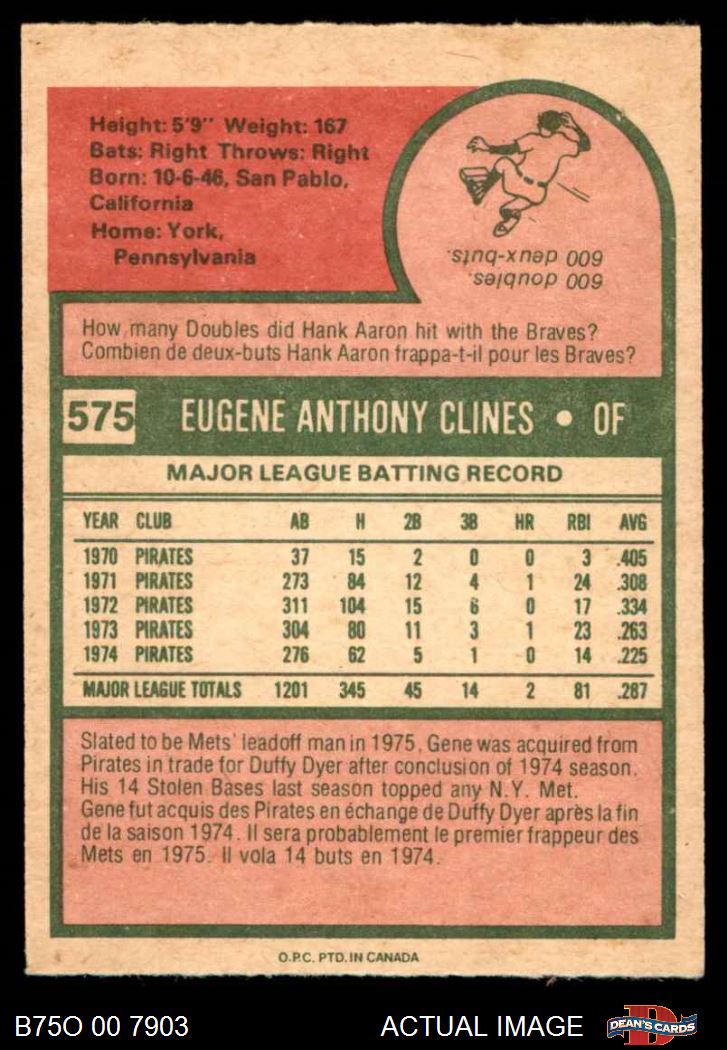 Height: 5'9" Weight: 167
Bats: Right Throws: Right
Born: 10-6-46, San Pablo,
California
Home: York,
Pennsylvania
600 doubles.
600 deux-buts.
How many Doubles did Hank Aaron hit with the Braves?
Combien de deux-buts Hank Aaron frappa-t-il pour les Braves?
575 EUGENE ANTHONY CLINES • OF
MAJOR LEAGUE BATTING RECORD
YEAR CLUB AB H 2B 3B HR RBI AVG
1970 PIRATES 37 15 2 0 0 3 .405
1971 PIRATES 273 84 12 4 1 24 .308
1972 PIRATES 311 104 15 6 0 17 .334
1973 PIRATES 304 80 11 3 1 23 .263
1974 PIRATES 276 62 5 1 0 14 .225
MAJOR LEAGUE TOTALS 1201 345 45 14 2 81 .287
Slated to be Mets' leadoff man in 1975, Gene was acquired from
Pirates in trade for Duffy Dyer after conclusion of 1974 season.
His 14 Stolen Bases last season topped any N.Y. Met.
Gene fut acquis des Pirates en échange de Duffy Dyer après la fin
de la saison 1974. Il sera probablement le premier frappeur des
Mets en 1975. Il vola 14 buts en 1974.
O.P.C. PTD. IN CANADA
B75O 00 7903 ACTUAL IMAGE DEAN'S CARDS